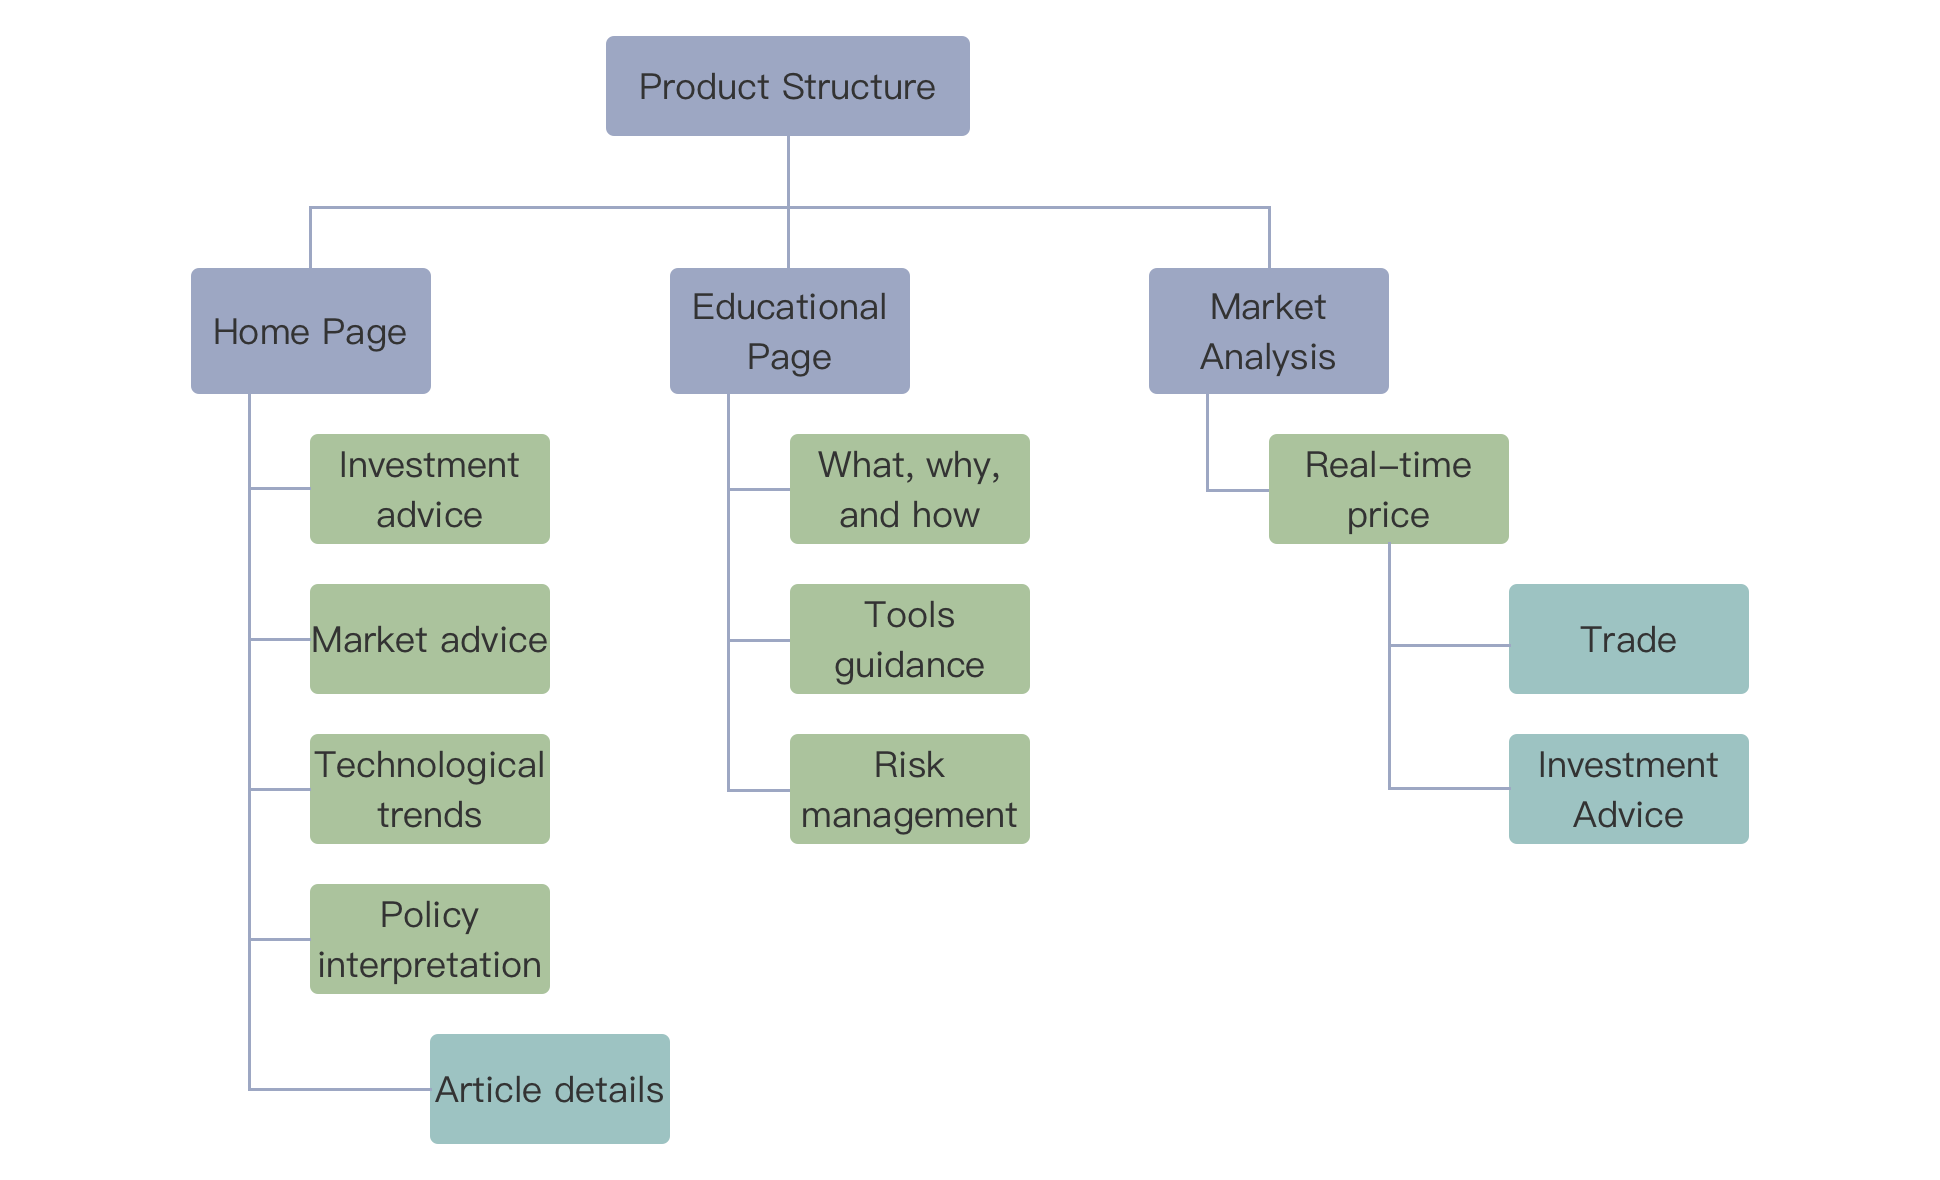 Product Structure
Home Page
Educational
Page
Market
Analysis
Investment
advice
Market advice
Technological
trends
Policy
interpretation
Article details
What, why,
and how
Tools
guidance
Risk
management
Real-time
price
Trade
Investment
Advice